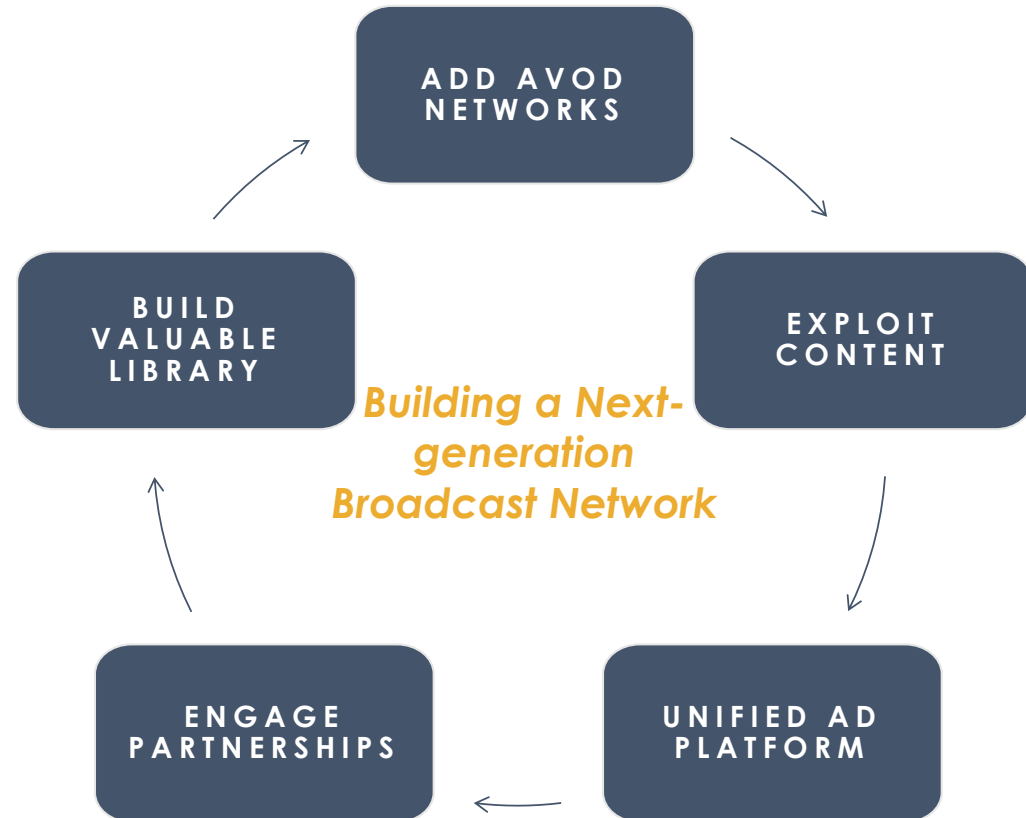 ADD AVOD
NETWORKS
EXPLOIT
CONTENT
UNIFIED AD
PLATFORM
ENGAGE
PARTNERSHIPS
BUILD
VALUABLE
LIBRARY
Building a Next-
generation
Broadcast Network